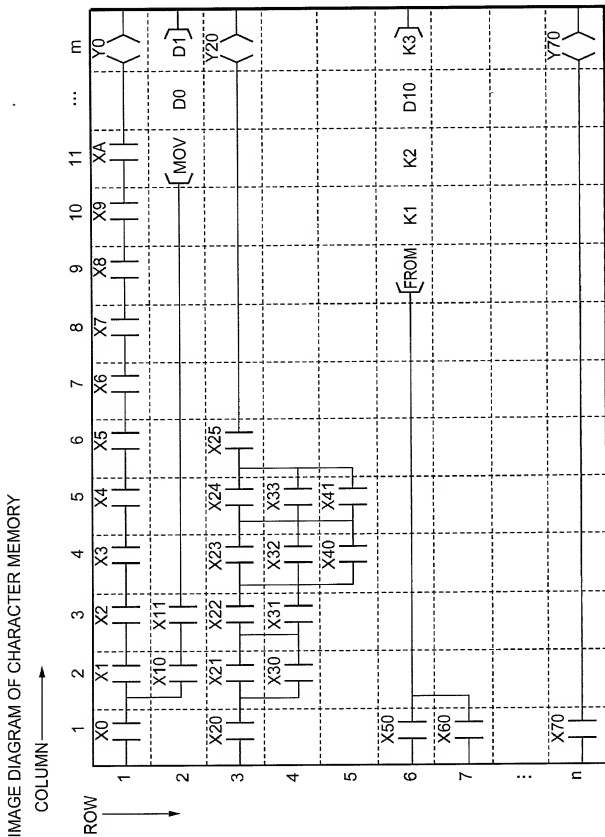 IMAGE DIAGRAM OF CHARACTER MEMORY
COLUMN
ROW
1 2 3 4 5 6 7 8 9 10 11 ... m
1 X0 X1 X2 X3 X4 X5 X6 X7 X8 X9 XA Y0
2 X10 X11 MOV D0 D1
3 X20 X21 X22 X23 X24 X25 Y20
4 X30 X31 X32 X33
5 X40 X41
6 X50 FROM K1 K2 D10 K3
7 X60
...
n X70 Y70